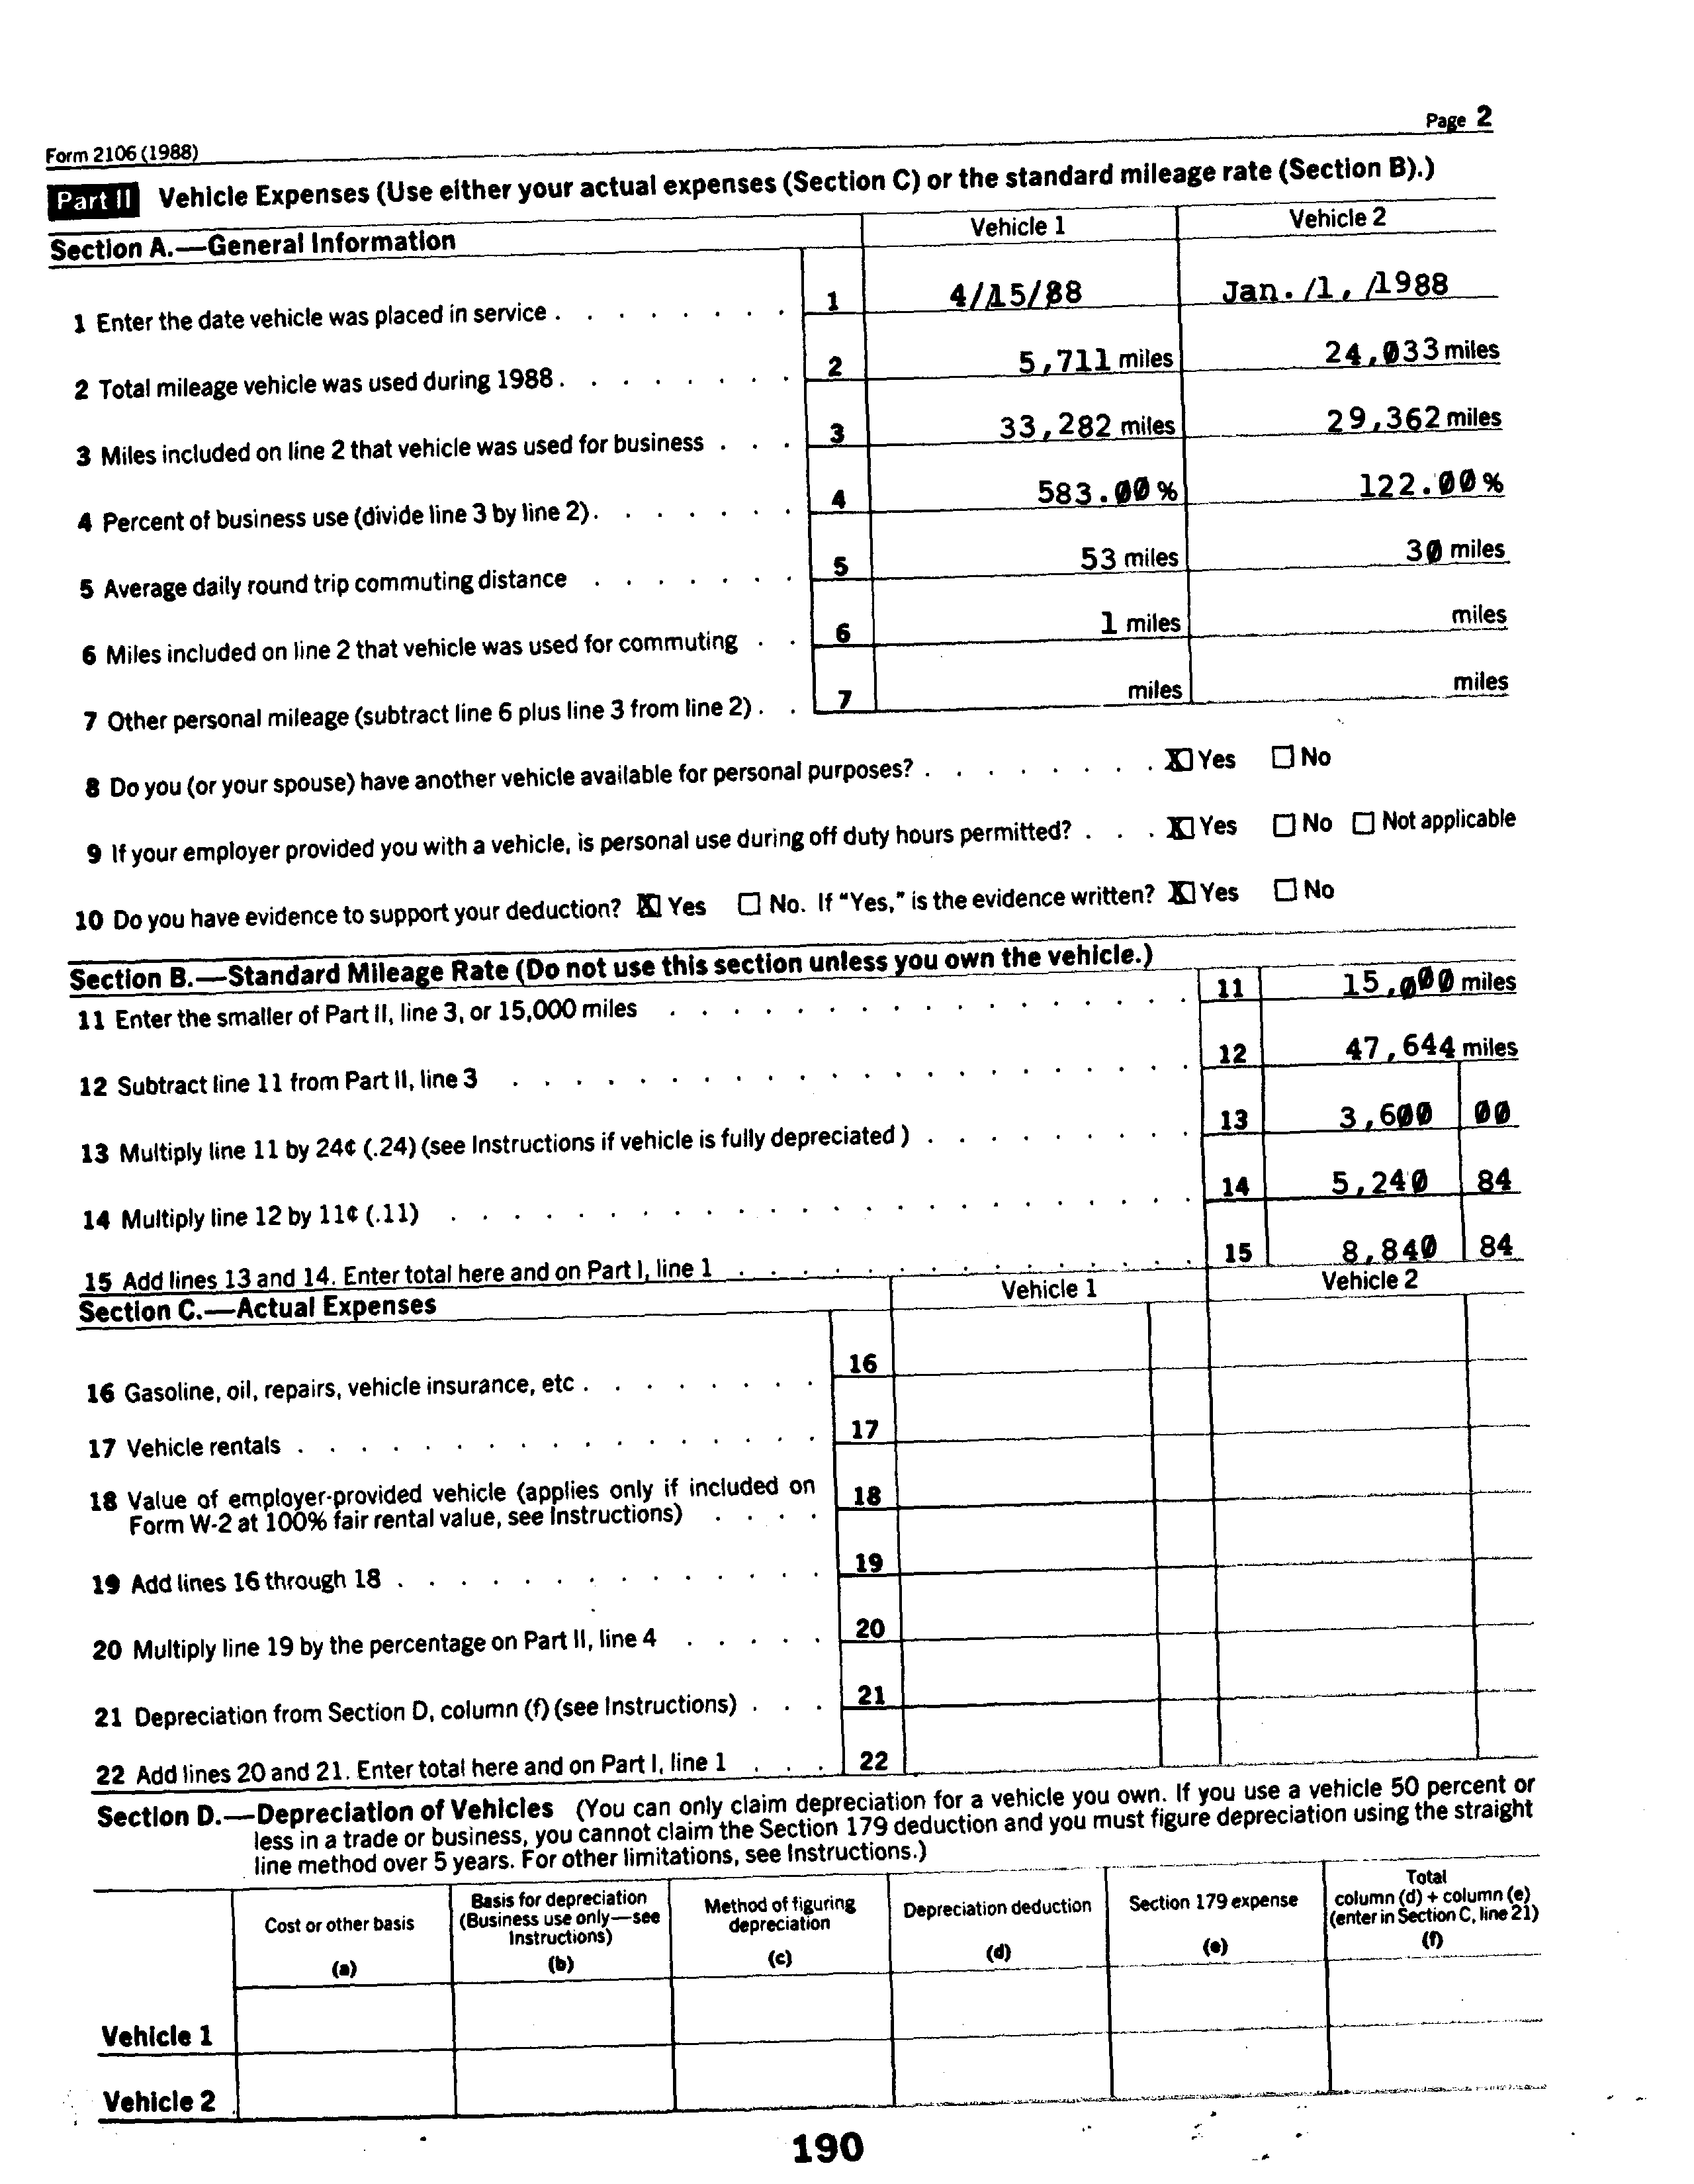 Form 2106 (1988) Page 2
Part II Vehicle Expenses (Use either your actual expenses (Section C) or the standard mileage rate (Section B).)
Section A.—General Information Vehicle 1 Vehicle 2
1 Enter the date vehicle was placed in service . . . . . . . . 1 4/15/88 Jan. /1, /1988
2 Total mileage vehicle was used during 1988 . . . . . . . . 2 5,711 miles 24,033 miles
3 Miles included on line 2 that vehicle was used for business . . . 3 33,282 miles 29,362 miles
4 Percent of business use (divide line 3 by line 2) . . . . . . . 4 583.00 % 122.00 %
5 Average daily round trip commuting distance . . . . . . . 5 53 miles 30 miles
6 Miles included on line 2 that vehicle was used for commuting . . 6 1 miles miles
7 Other personal mileage (subtract line 6 plus line 3 from line 2) . . 7 miles miles
8 Do you (or your spouse) have another vehicle available for personal purposes? . . . . . . . . X Yes ☐ No
9 If your employer provided you with a vehicle, is personal use during off duty hours permitted? . . . X Yes ☐ No ☐ Not applicable
10 Do you have evidence to support your deduction? X Yes ☐ No. If "Yes," is the evidence written? X Yes ☐ No
Section B.—Standard Mileage Rate (Do not use this section unless you own the vehicle.)
11 Enter the smaller of Part II, line 3, or 15,000 miles . . . . . . . . . . . . . . . . . 11 15,000 miles
12 Subtract line 11 from Part II, line 3 . . . . . . . . . . . . . . . . . . . . . . 12 47,644 miles
13 Multiply line 11 by 24¢ (.24) (see Instructions if vehicle is fully depreciated ) . . . . . . . . . 13 3,600 00
14 Multiply line 12 by 11¢ (.11) . . . . . . . . . . . . . . . . . . . . . . . . 14 5,240 84
15 Add lines 13 and 14. Enter total here and on Part I, line 1 . . . . . . . . . . . . . . . 15 8,840 84
Section C.—Actual Expenses Vehicle 1 Vehicle 2
16 Gasoline, oil, repairs, vehicle insurance, etc . . . . . . . . 16
17 Vehicle rentals . . . . . . . . . . . . . . . . . 17
18 Value of employer-provided vehicle (applies only if included on 18
Form W-2 at 100% fair rental value, see Instructions) . . . .
19 Add lines 16 through 18 . . . . . . . . . . . . . . 19
20 Multiply line 19 by the percentage on Part II, line 4 . . . . . 20
21 Depreciation from Section D, column (f) (see Instructions) . . . 21
22 Add lines 20 and 21. Enter total here and on Part I, line 1 . . . 22
Section D.—Depreciation of Vehicles (You can only claim depreciation for a vehicle you own. If you use a vehicle 50 percent or
less in a trade or business, you cannot claim the Section 179 deduction and you must figure depreciation using the straight
line method over 5 years. For other limitations, see Instructions.)
Cost or other basis
(a)
Basis for depreciation
(Business use only—see
Instructions)
(b)
Method of figuring
depreciation
(c)
Depreciation deduction
(d)
Section 179 expense
(e)
Total
column (d) + column (e)
(enter in Section C, line 21)
(f)
Vehicle 1
Vehicle 2
190